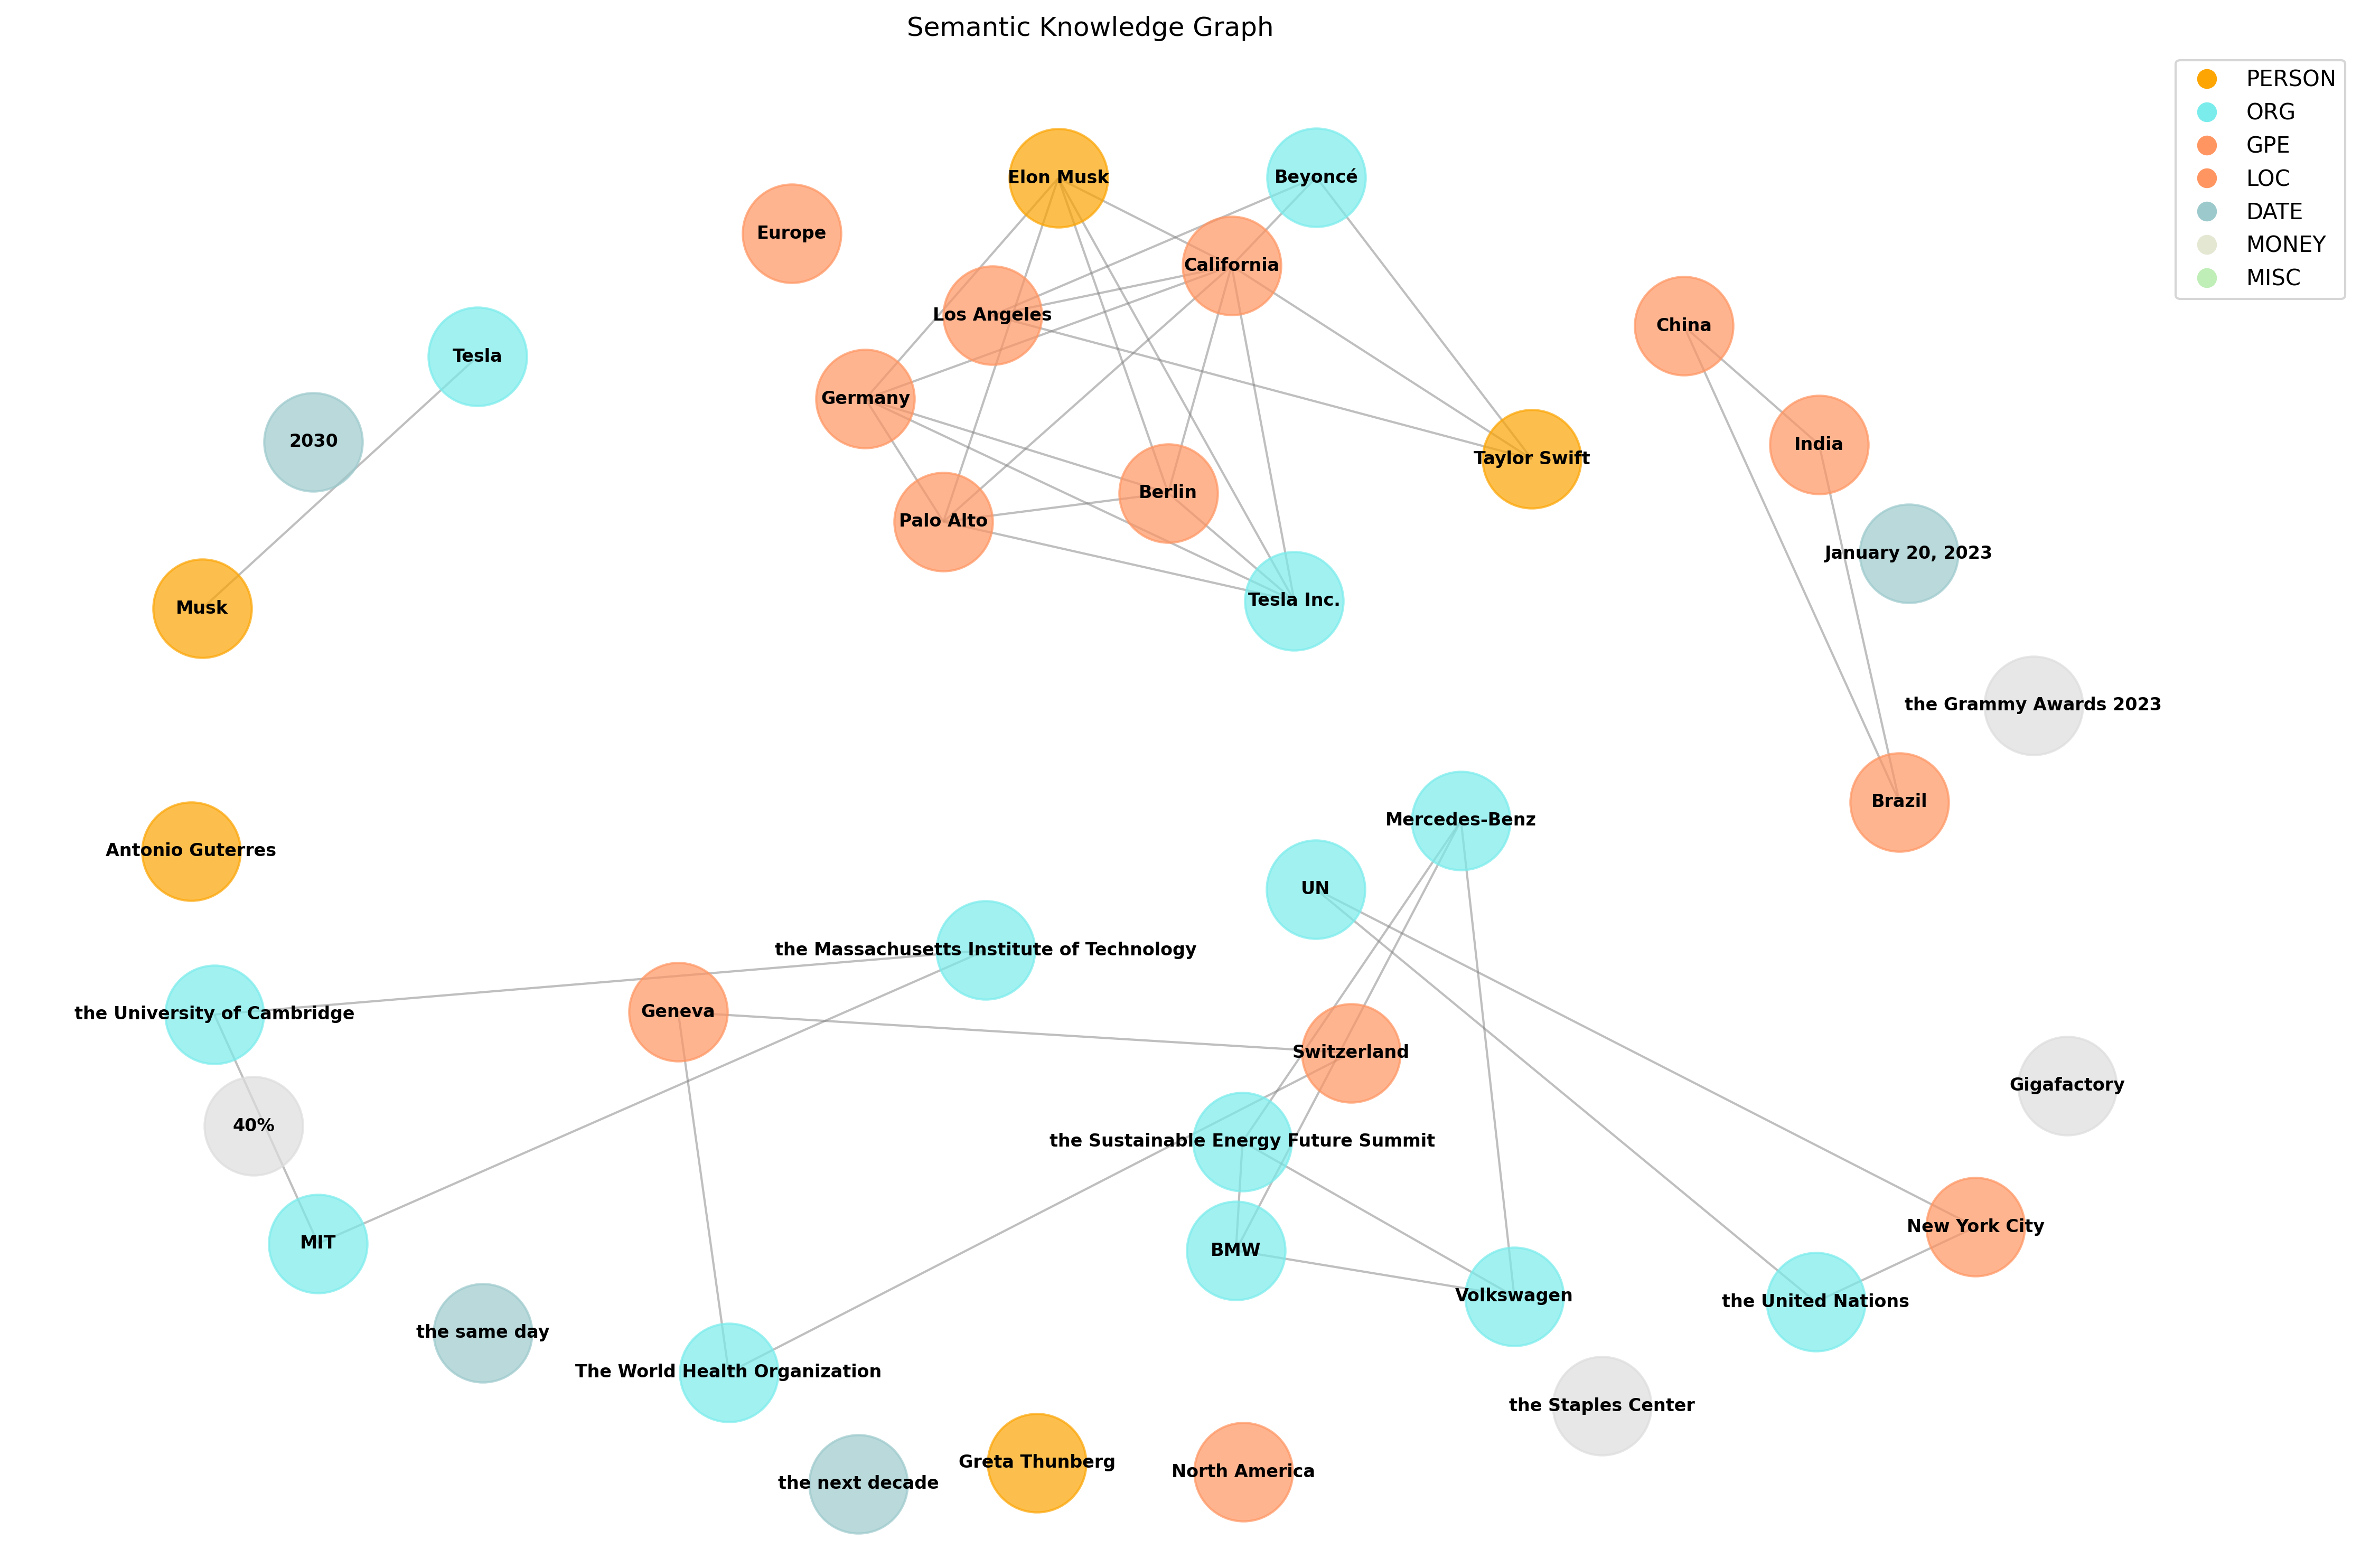 Semantic Knowledge Graph
PERSON
ORG
GPE
LOC
DATE
MONEY
MISC
Elon Musk
Beyoncé
Europe
California
Los Angeles
China
Tesla
Germany
2030
India
Taylor Swift
Berlin
Palo Alto
January 20, 2023
Tesla Inc.
Musk
the Grammy Awards 2023
Brazil
Mercedes-Benz
Antonio Guterres
UN
the Massachusetts Institute of Technology
Geneva
the University of Cambridge
Switzerland
Gigafactory
40%
the Sustainable Energy Future Summit
New York City
MIT
BMW
Volkswagen
the United Nations
the same day
The World Health Organization
the Staples Center
Greta Thunberg
North America
the next decade